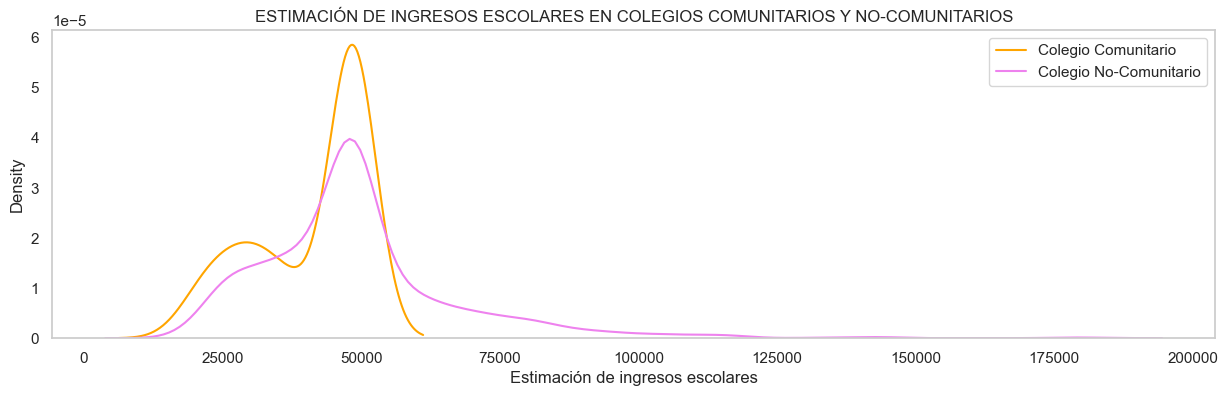 ESTIMACIÓN DE INGRESOS ESCOLARES EN COLEGIOS COMUNITARIOS Y NO-COMUNITARIOS
1e−5
Colegio Comunitario
Colegio No-Comunitario
6
5
4
3
2
1
0
Density
0 25000 50000 75000 100000 125000 150000 175000 200000
Estimación de ingresos escolares